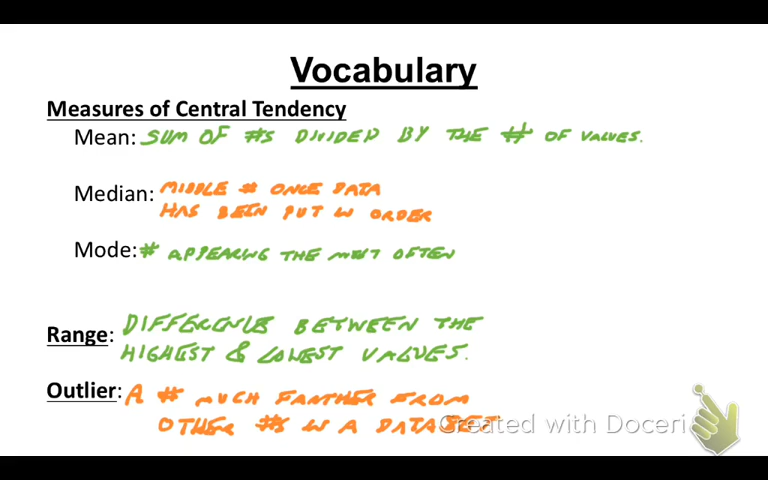 Vocabulary
Measures of Central Tendency
Mean: SUM OF #S DIVIDED BY THE # OF VALUES.
Median: MIDDLE # ONCE DATA
HAS BEEN PUT IN ORDER
Mode: # APPEARING THE MOST OFTEN
Range: DIFFERENCE BETWEEN THE
HIGHEST & LOWEST VALUES.
Outlier: A # MUCH FARTHER FROM
OTHER #S IN A DATASET
Created with Doceri